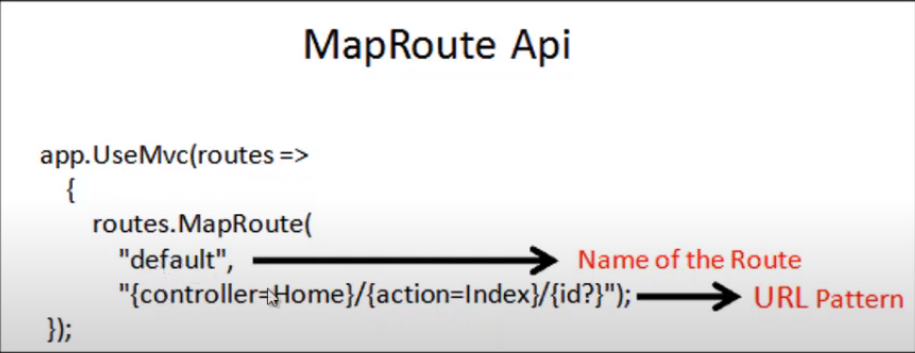 MapRoute Api
app.UseMvc(routes =>
{
routes.MapRoute(
"default", Name of the Route
"{controller=Home}/{action=Index}/{id?}"); URL Pattern
});